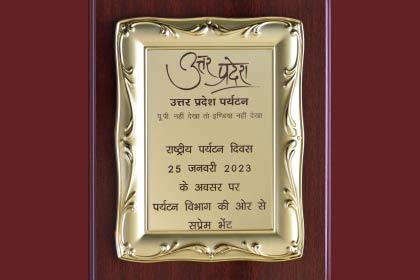 उत्तर प्रदेश
उत्तर प्रदेश पर्यटन
यू.पी. नहीं देखा तो इण्डिया नहीं देखा
राष्ट्रीय पर्यटन दिवस
25 जनवरी 2023
के अवसर पर
पर्यटन विभाग की ओर से
सप्रेम भेंट